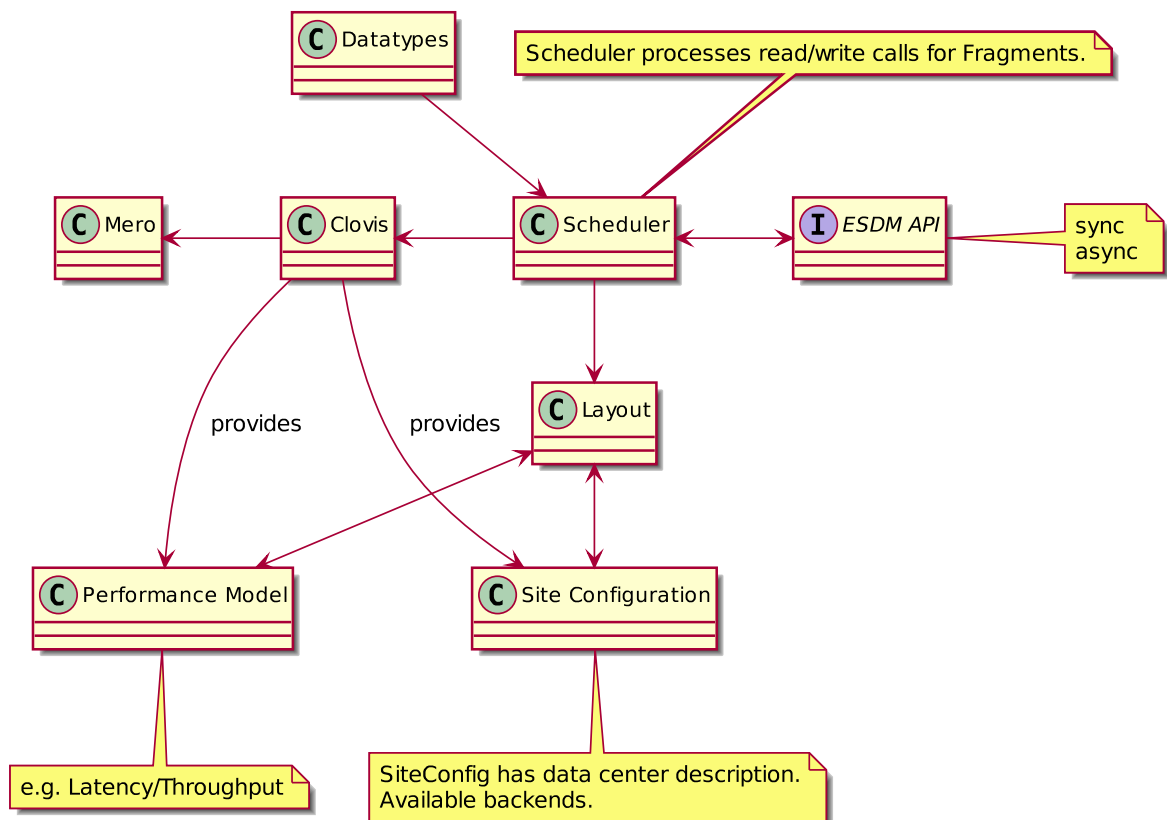 C Datatypes
Scheduler processes read/write calls for Fragments.
C Mero
C Clovis
C Scheduler
I ESDM API
sync
async
C Layout
provides
provides
C Performance Model
C Site Configuration
e.g. Latency/Throughput
SiteConfig has data center description.
Available backends.